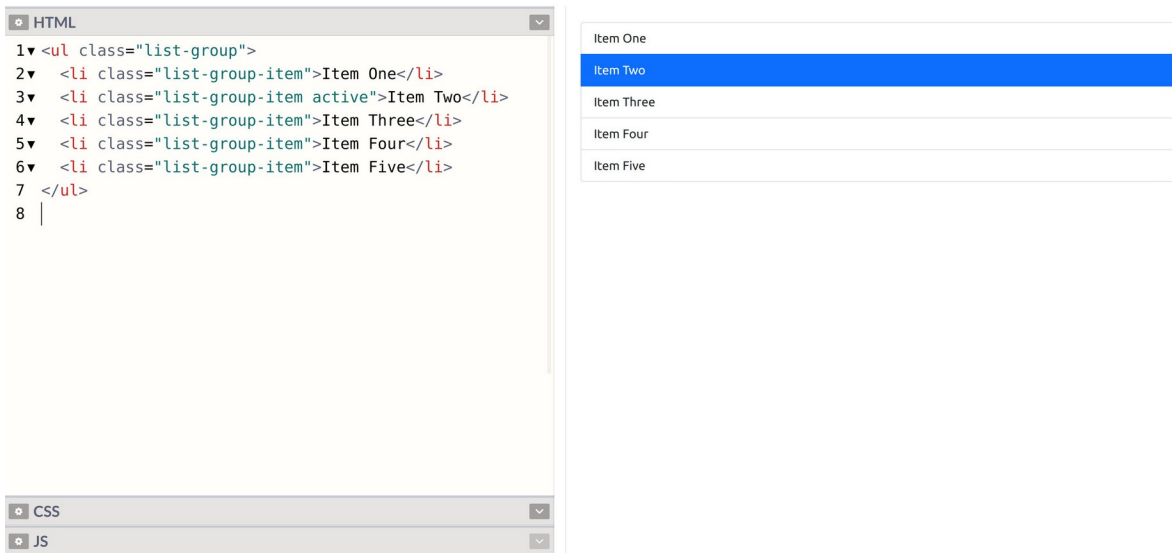 HTML
1▾ <ul class="list-group">
2▾   <li class="list-group-item">Item One</li>
3▾   <li class="list-group-item active">Item Two</li>
4▾   <li class="list-group-item">Item Three</li>
5▾   <li class="list-group-item">Item Four</li>
6▾   <li class="list-group-item">Item Five</li>
7 </ul>
8
CSS
JS
Item One
Item Two
Item Three
Item Four
Item Five